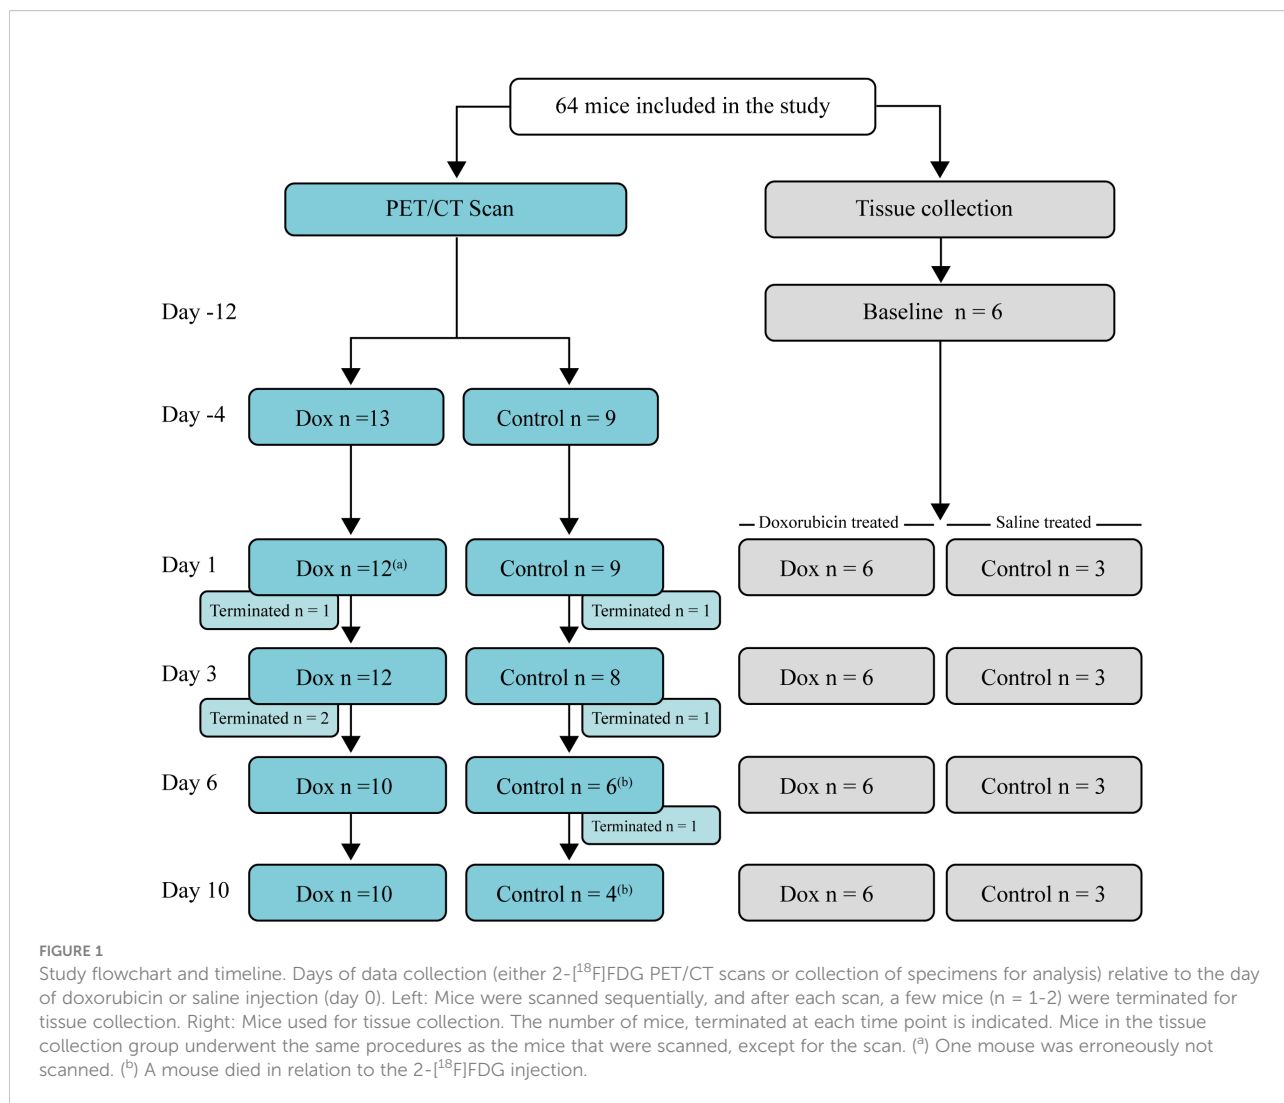 64 mice included in the study
PET/CT Scan
Tissue collection
Day -12
Baseline  n = 6
Day -4
Dox n =13
Control n = 9
Doxorubicin treated
Saline treated
Day 1
Dox n =12(a)
Control n = 9
Dox n = 6
Control n = 3
Terminated n = 1
Terminated n = 1
Day 3
Dox n =12
Control n = 8
Dox n = 6
Control n = 3
Terminated n = 2
Terminated n = 1
Day 6
Dox n =10
Control n = 6(b)
Dox n = 6
Control n = 3
Terminated n = 1
Day 10
Dox n =10
Control n = 4(b)
Dox n = 6
Control n = 3
FIGURE 1
Study flowchart and timeline. Days of data collection (either 2-[18F]FDG PET/CT scans or collection of specimens for analysis) relative to the day
of doxorubicin or saline injection (day 0). Left: Mice were scanned sequentially, and after each scan, a few mice (n = 1-2) were terminated for
tissue collection. Right: Mice used for tissue collection. The number of mice, terminated at each time point is indicated. Mice in the tissue
collection group underwent the same procedures as the mice that were scanned, except for the scan. (a) One mouse was erroneously not
scanned. (b) A mouse died in relation to the 2-[18F]FDG injection.